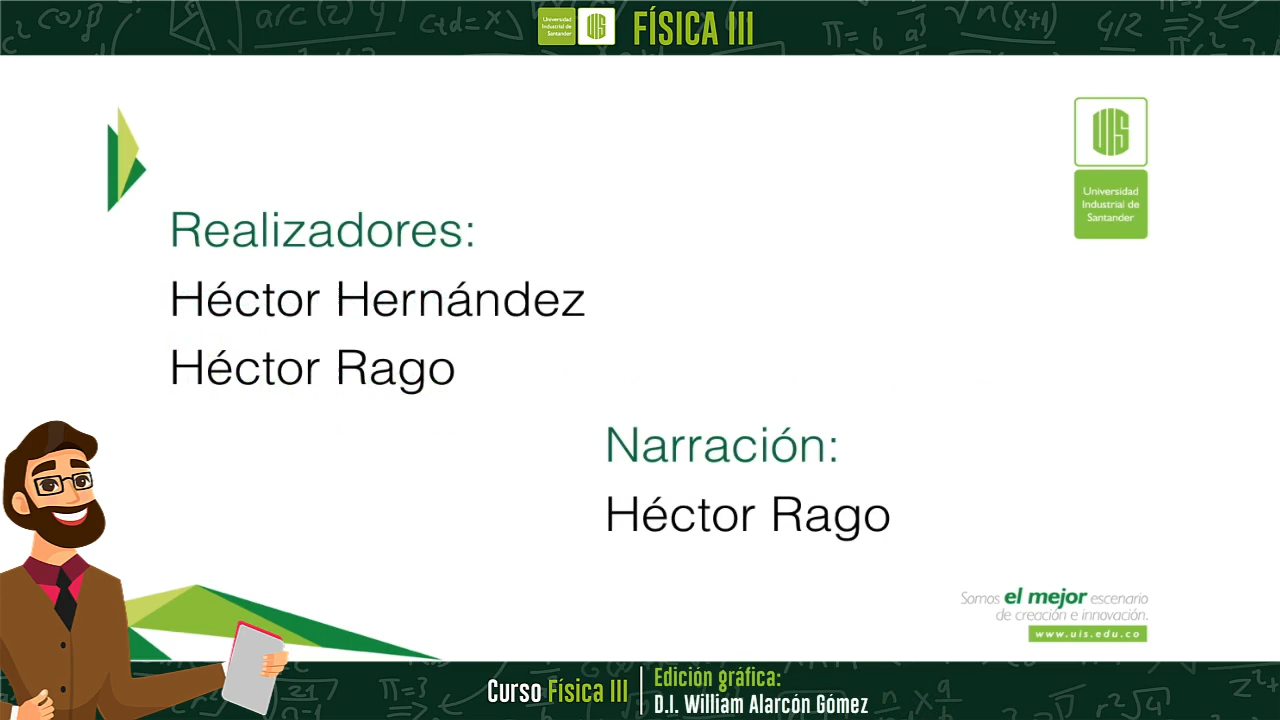 Universidad
Industrial de
Santander
UIS
FÍSICA III
UIS
Universidad
Industrial de
Santander
Realizadores:
Héctor Hernández
Héctor Rago
Narración:
Héctor Rago
Somos el mejor escenario
de creación e innovación.
www.uis.edu.co
Curso Física III
Edición gráfica:
D.I. William Alarcón Gómez